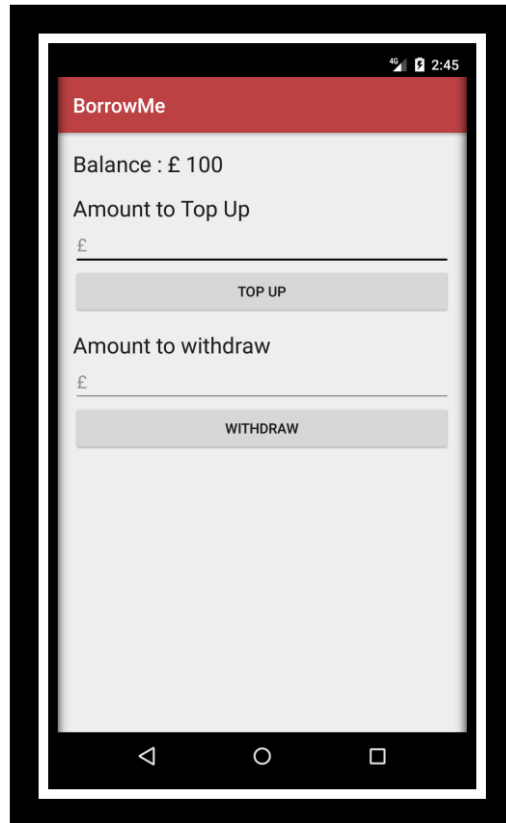 4G 2:45
BorrowMe
Balance : £ 100
Amount to Top Up
£
TOP UP
Amount to withdraw
£
WITHDRAW